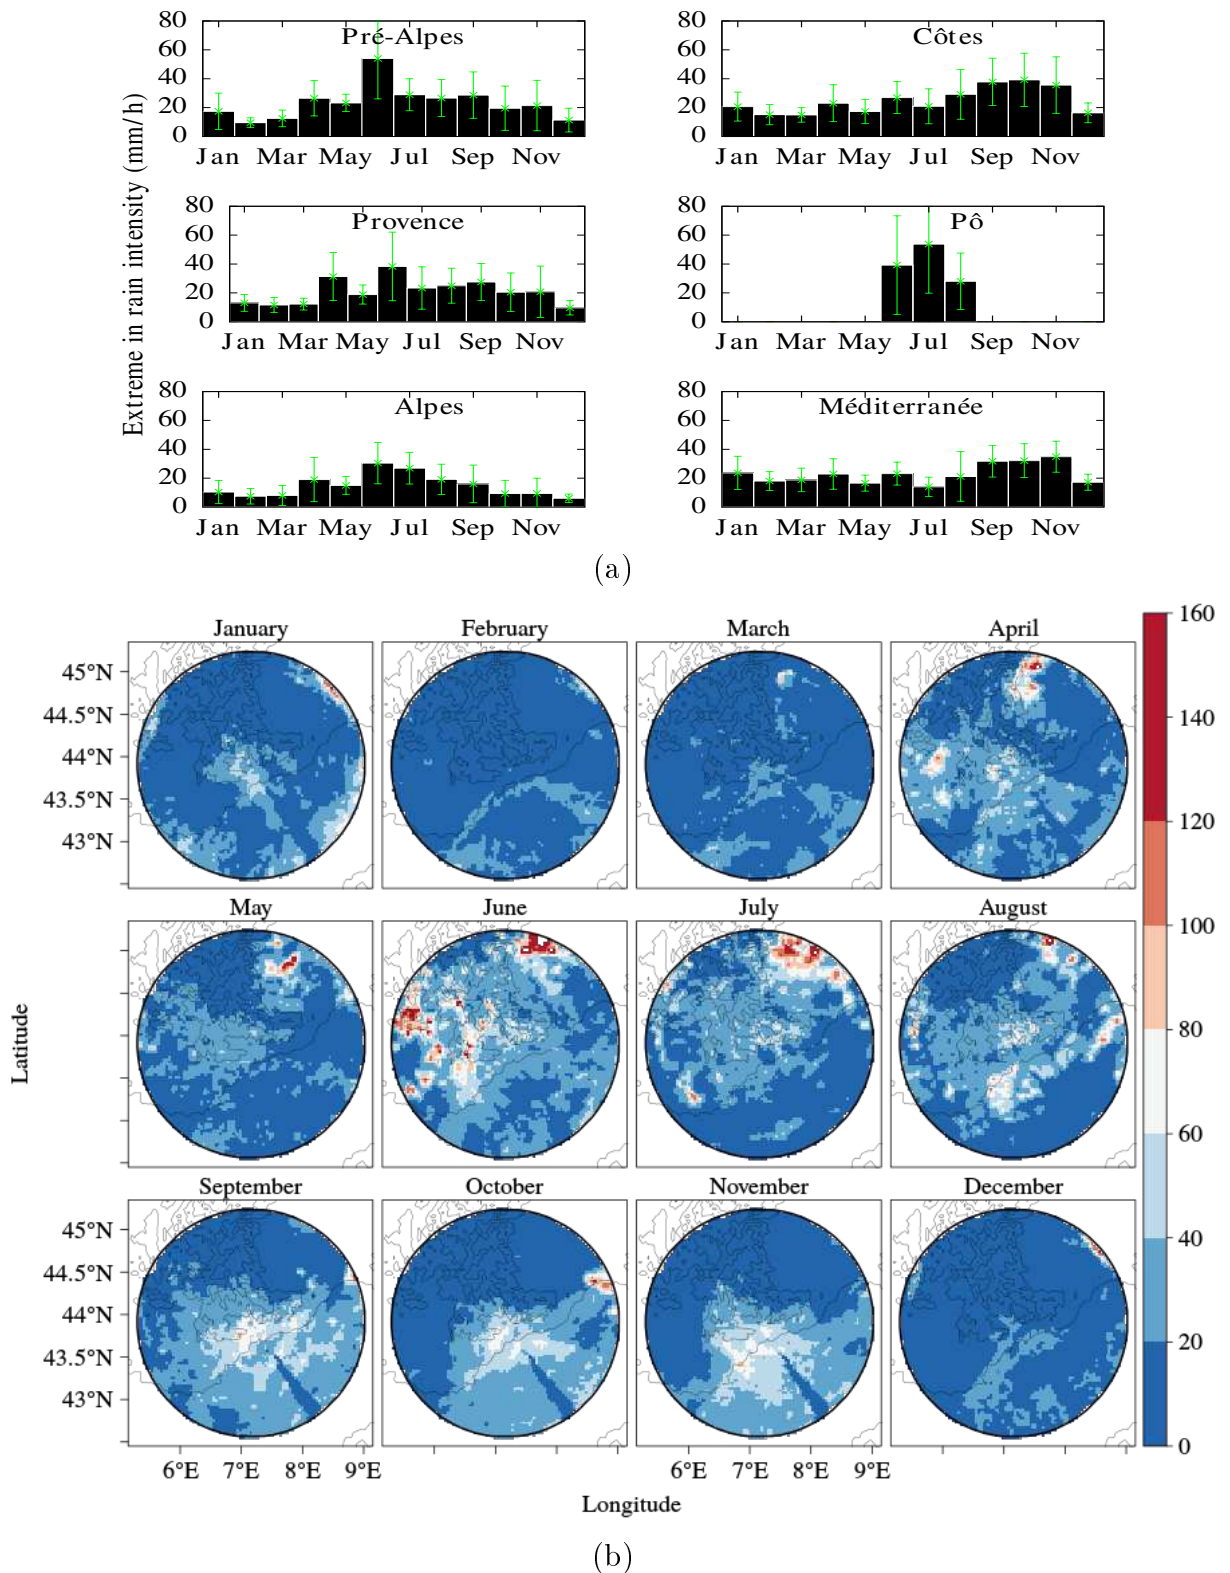 Extreme in rain intensity (mm/h)
Pré-Alpes
80
60
40
20
0
Jan Mar May Jul Sep Nov
Côtes
80
60
40
20
0
Jan Mar May Jul Sep Nov
Provence
80
60
40
20
0
Jan Mar May Jul Sep Nov
Pô
80
60
40
20
0
Jan Mar May Jul Sep Nov
Alpes
80
60
40
20
0
Jan Mar May Jul Sep Nov
Méditerranée
80
60
40
20
0
Jan Mar May Jul Sep Nov
(a)
January February March April
45°N
44.5°N
44°N
43.5°N
43°N
May June July August
Latitude
September October November December
45°N
44.5°N
44°N
43.5°N
43°N
6°E 7°E 8°E 9°E
6°E 7°E 8°E 9°E
Longitude
160
140
120
100
80
60
40
20
0
(b)